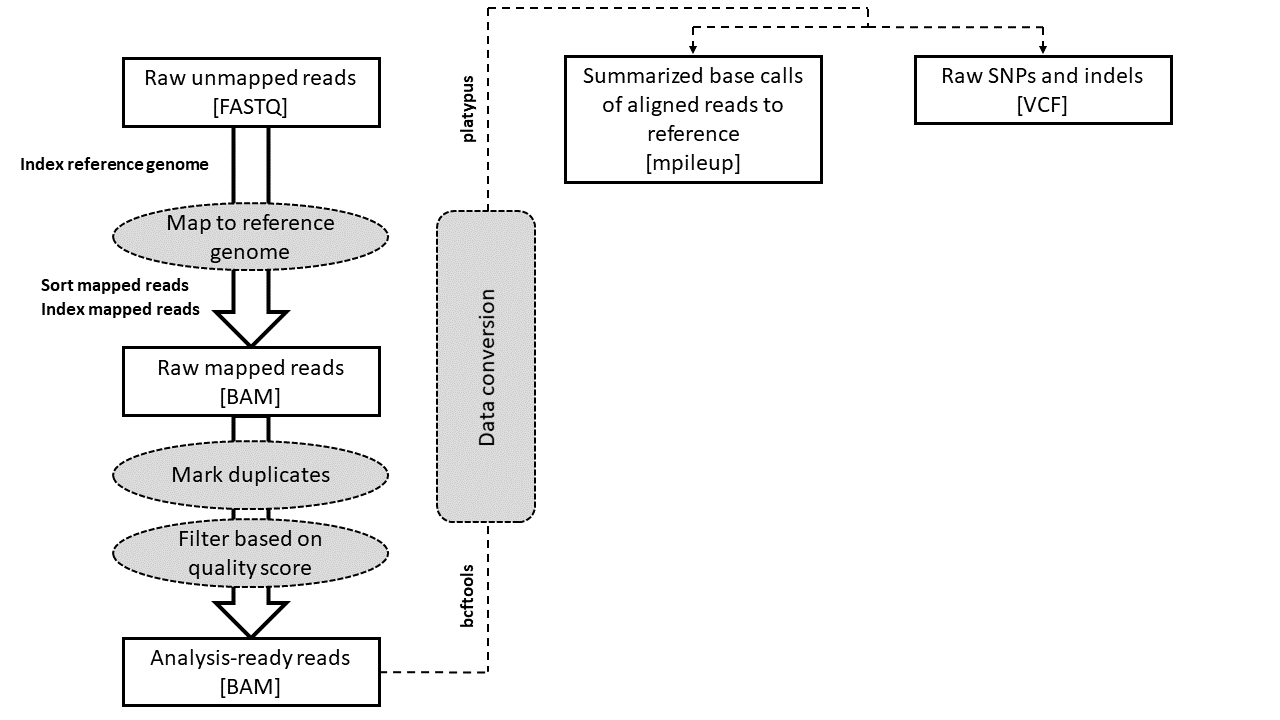 Raw unmapped reads
[FASTQ]
Index reference genome
Map to reference
genome
Sort mapped reads
Index mapped reads
Raw mapped reads
[BAM]
Mark duplicates
Filter based on
quality score
Analysis-ready reads
[BAM]
bcftools
Data conversion
platypus
Summarized base calls
of aligned reads to
reference
[mpileup]
Raw SNPs and indels
[VCF]